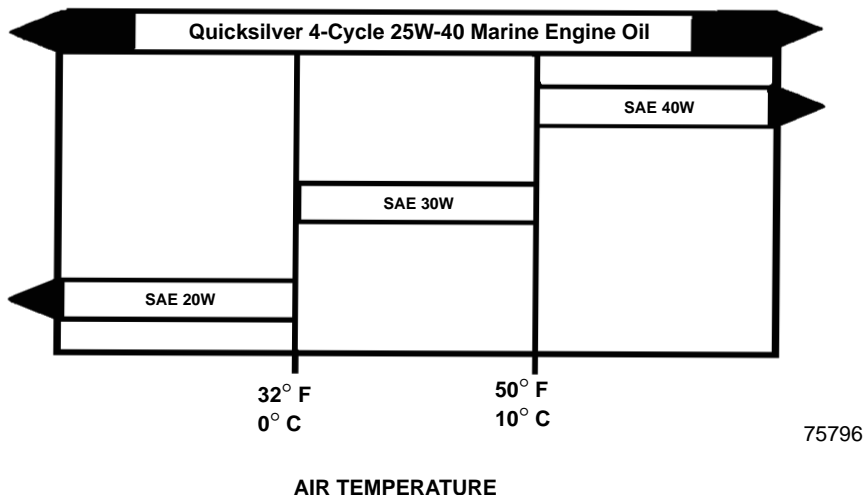 Quicksilver 4-Cycle 25W-40 Marine Engine Oil
SAE 40W
SAE 30W
SAE 20W
32° F
0° C
50° F
10° C
75796
AIR TEMPERATURE